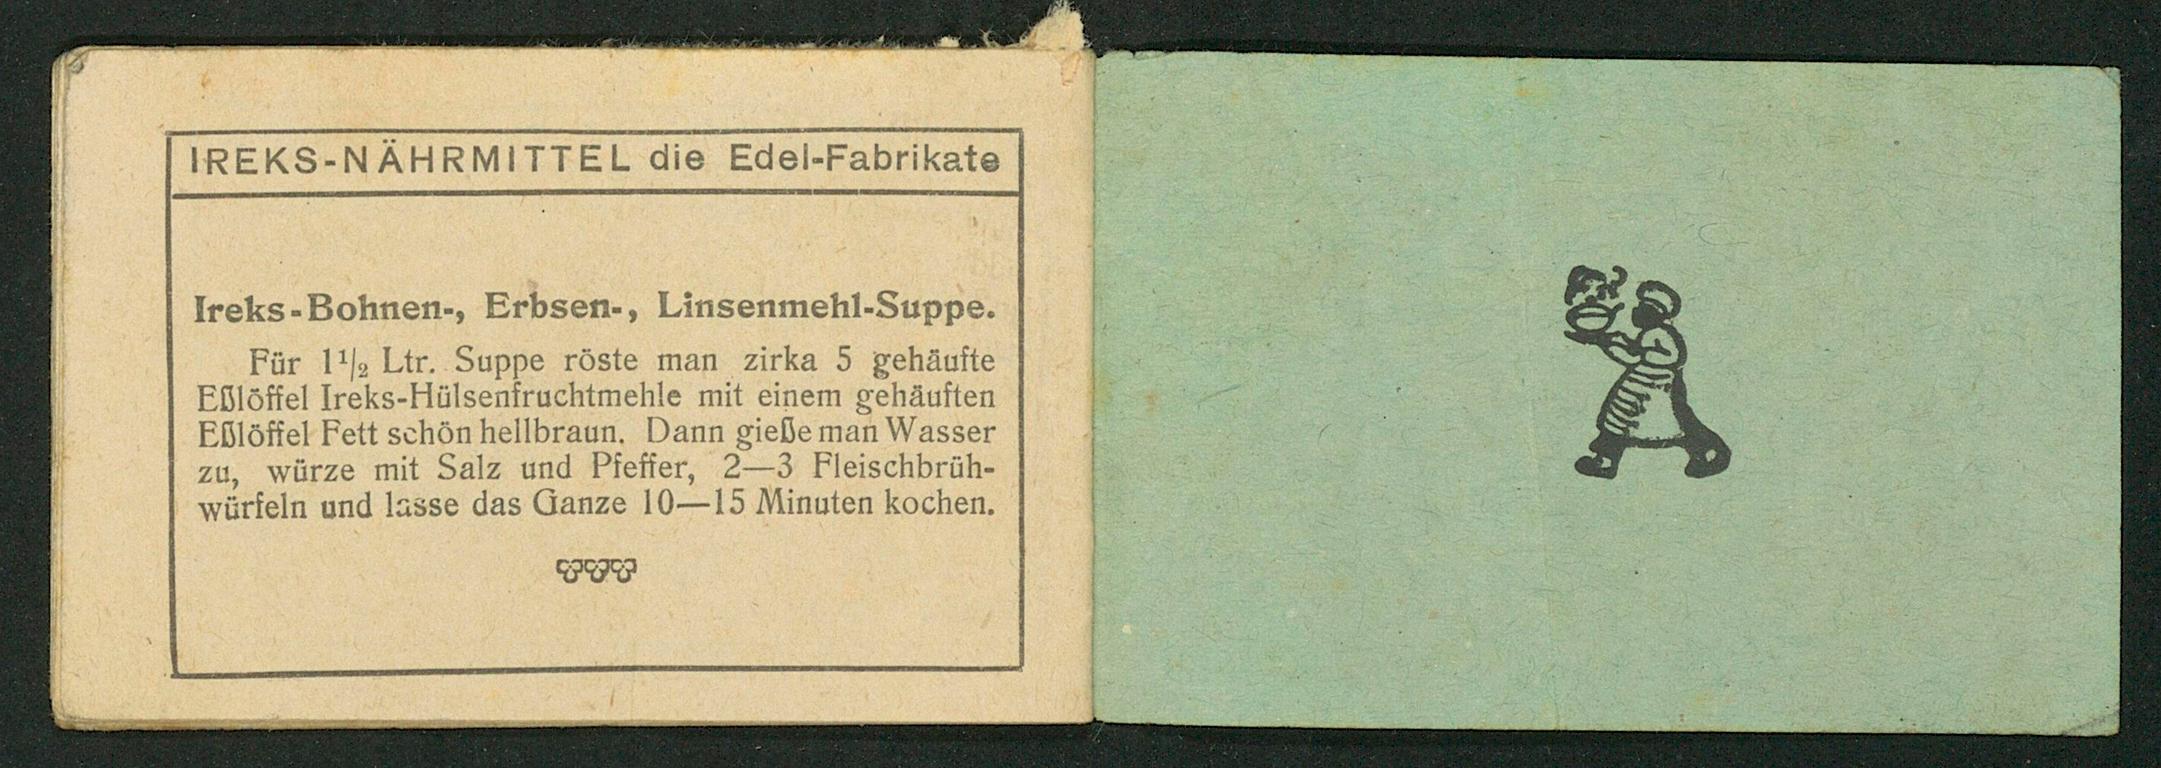 IREKS-NÄHRMITTEL die Edel-Fabrikate
Ireks-Bohnen-, Erbsen-, Linsenmehl-Suppe.
Für 1¹/₂ Ltr. Suppe röste man zirka 5 gehäufte
Eßlöffel Ireks-Hülsenfruchtmehle mit einem gehäuften
Eßlöffel Fett schön hellbraun. Dann gieße man Wasser
zu, würze mit Salz und Pfeffer, 2—3 Fleischbrüh-
würfeln und lasse das Ganze 10—15 Minuten kochen.